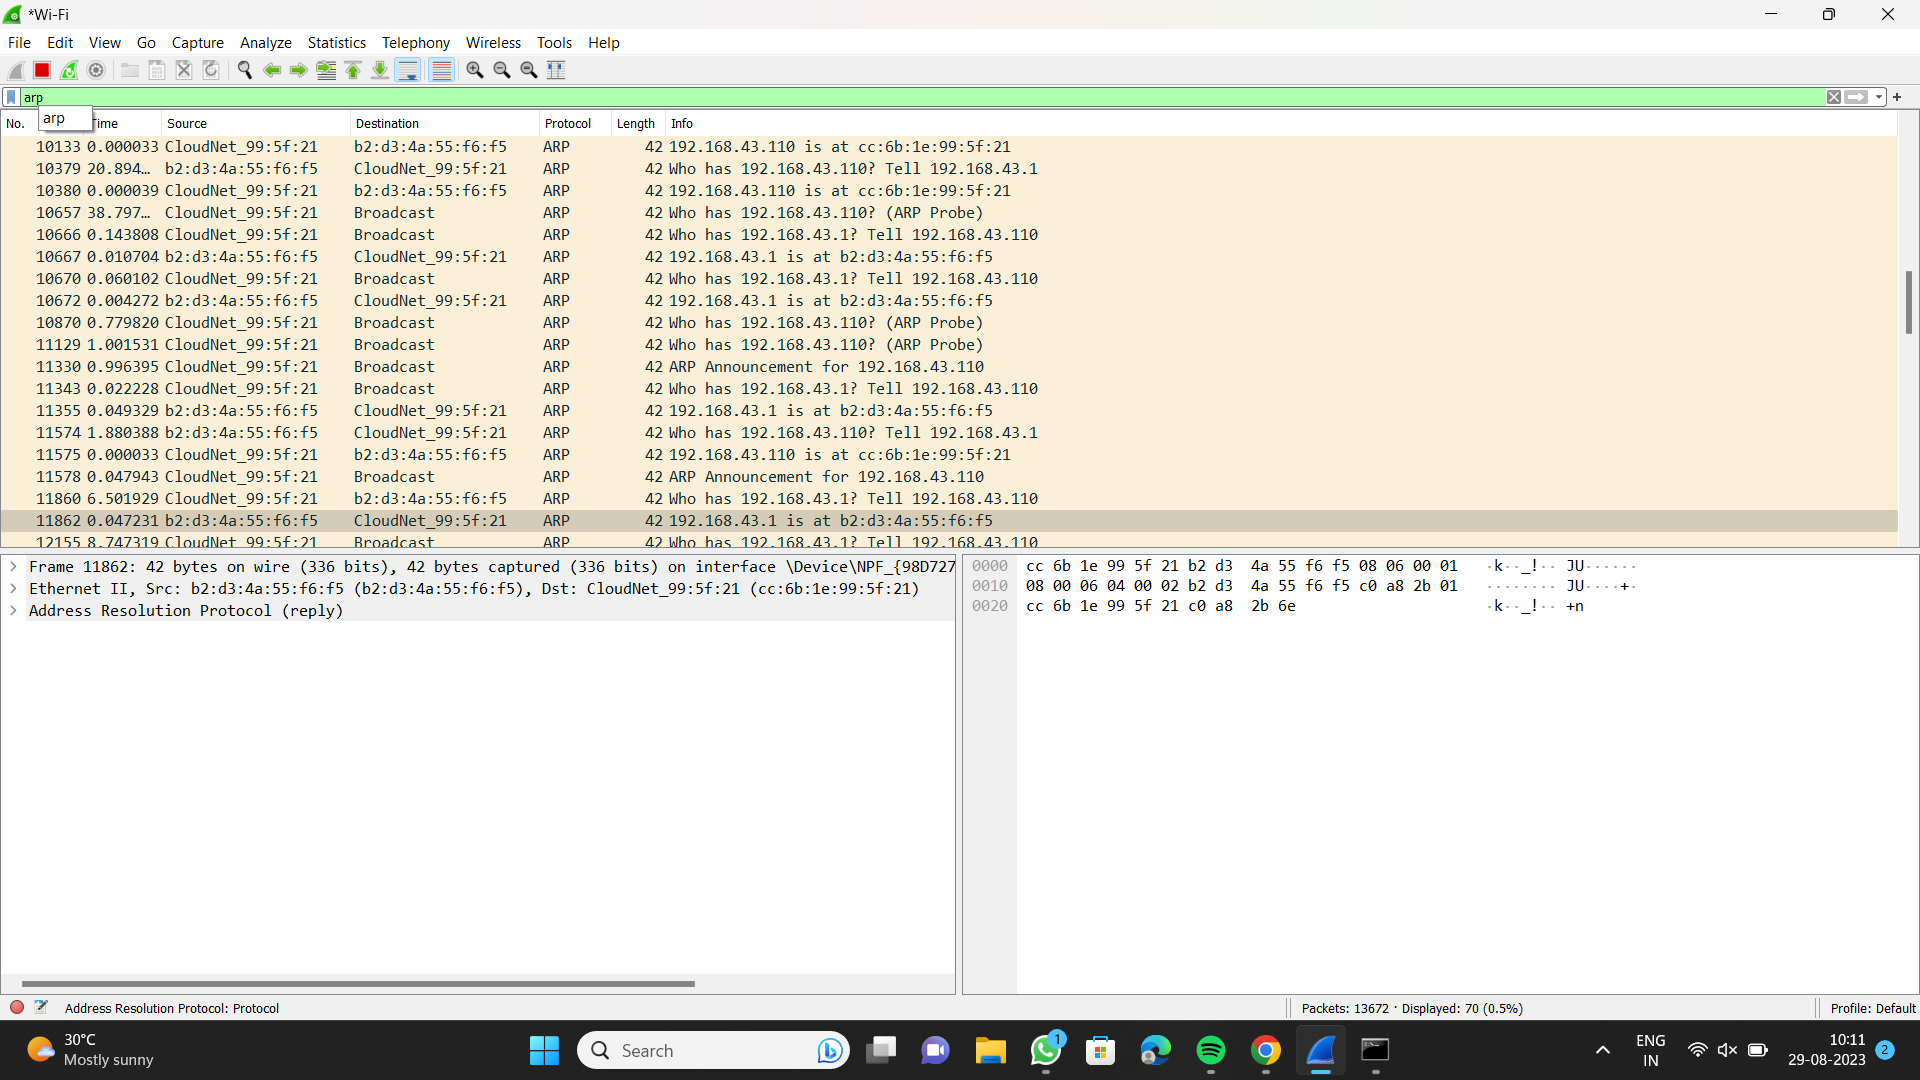 *Wi-Fi
File Edit View Go Capture Analyze Statistics Telephony Wireless Tools Help
arp
arp
No. Time Source Destination Protocol Length Info
10133 0.000033 CloudNet_99:5f:21 b2:d3:4a:55:f6:f5 ARP 42 192.168.43.110 is at cc:6b:1e:99:5f:21
10379 20.894… b2:d3:4a:55:f6:f5 CloudNet_99:5f:21 ARP 42 Who has 192.168.43.110? Tell 192.168.43.1
10380 0.000039 CloudNet_99:5f:21 b2:d3:4a:55:f6:f5 ARP 42 192.168.43.110 is at cc:6b:1e:99:5f:21
10657 38.797… CloudNet_99:5f:21 Broadcast ARP 42 Who has 192.168.43.110? (ARP Probe)
10666 0.143808 CloudNet_99:5f:21 Broadcast ARP 42 Who has 192.168.43.1? Tell 192.168.43.110
10667 0.010704 b2:d3:4a:55:f6:f5 CloudNet_99:5f:21 ARP 42 192.168.43.1 is at b2:d3:4a:55:f6:f5
10670 0.060102 CloudNet_99:5f:21 Broadcast ARP 42 Who has 192.168.43.1? Tell 192.168.43.110
10672 0.004272 b2:d3:4a:55:f6:f5 CloudNet_99:5f:21 ARP 42 192.168.43.1 is at b2:d3:4a:55:f6:f5
10870 0.779820 CloudNet_99:5f:21 Broadcast ARP 42 Who has 192.168.43.110? (ARP Probe)
11129 1.001531 CloudNet_99:5f:21 Broadcast ARP 42 Who has 192.168.43.110? (ARP Probe)
11330 0.996395 CloudNet_99:5f:21 Broadcast ARP 42 ARP Announcement for 192.168.43.110
11343 0.022228 CloudNet_99:5f:21 Broadcast ARP 42 Who has 192.168.43.1? Tell 192.168.43.110
11355 0.049329 b2:d3:4a:55:f6:f5 CloudNet_99:5f:21 ARP 42 192.168.43.1 is at b2:d3:4a:55:f6:f5
11574 1.880388 b2:d3:4a:55:f6:f5 CloudNet_99:5f:21 ARP 42 Who has 192.168.43.110? Tell 192.168.43.1
11575 0.000033 CloudNet_99:5f:21 b2:d3:4a:55:f6:f5 ARP 42 192.168.43.110 is at cc:6b:1e:99:5f:21
11578 0.047943 CloudNet_99:5f:21 Broadcast ARP 42 ARP Announcement for 192.168.43.110
11860 6.501929 CloudNet_99:5f:21 b2:d3:4a:55:f6:f5 ARP 42 Who has 192.168.43.1? Tell 192.168.43.110
11862 0.047231 b2:d3:4a:55:f6:f5 CloudNet_99:5f:21 ARP 42 192.168.43.1 is at b2:d3:4a:55:f6:f5
12155 8.747319 CloudNet_99:5f:21 Broadcast ARP 42 Who has 192.168.43.1? Tell 192.168.43.110
Frame 11862: 42 bytes on wire (336 bits), 42 bytes captured (336 bits) on interface \Device\NPF_{98D727
Ethernet II, Src: b2:d3:4a:55:f6:f5 (b2:d3:4a:55:f6:f5), Dst: CloudNet_99:5f:21 (cc:6b:1e:99:5f:21)
Address Resolution Protocol (reply)
0000 cc 6b 1e 99 5f 21 b2 d3 4a 55 f6 f5 08 06 00 01 ·k··_!·· JU······
0010 08 00 06 04 00 02 b2 d3 4a 55 f6 f5 c0 a8 2b 01 ········ JU····+·
0020 cc 6b 1e 99 5f 21 c0 a8 2b 6e ·k··_!·· +n
Address Resolution Protocol: Protocol
Packets: 13672 · Displayed: 70 (0.5%)
Profile: Default
30°C
Mostly sunny
Search
1
ENG
IN
10:11
29-08-2023
2